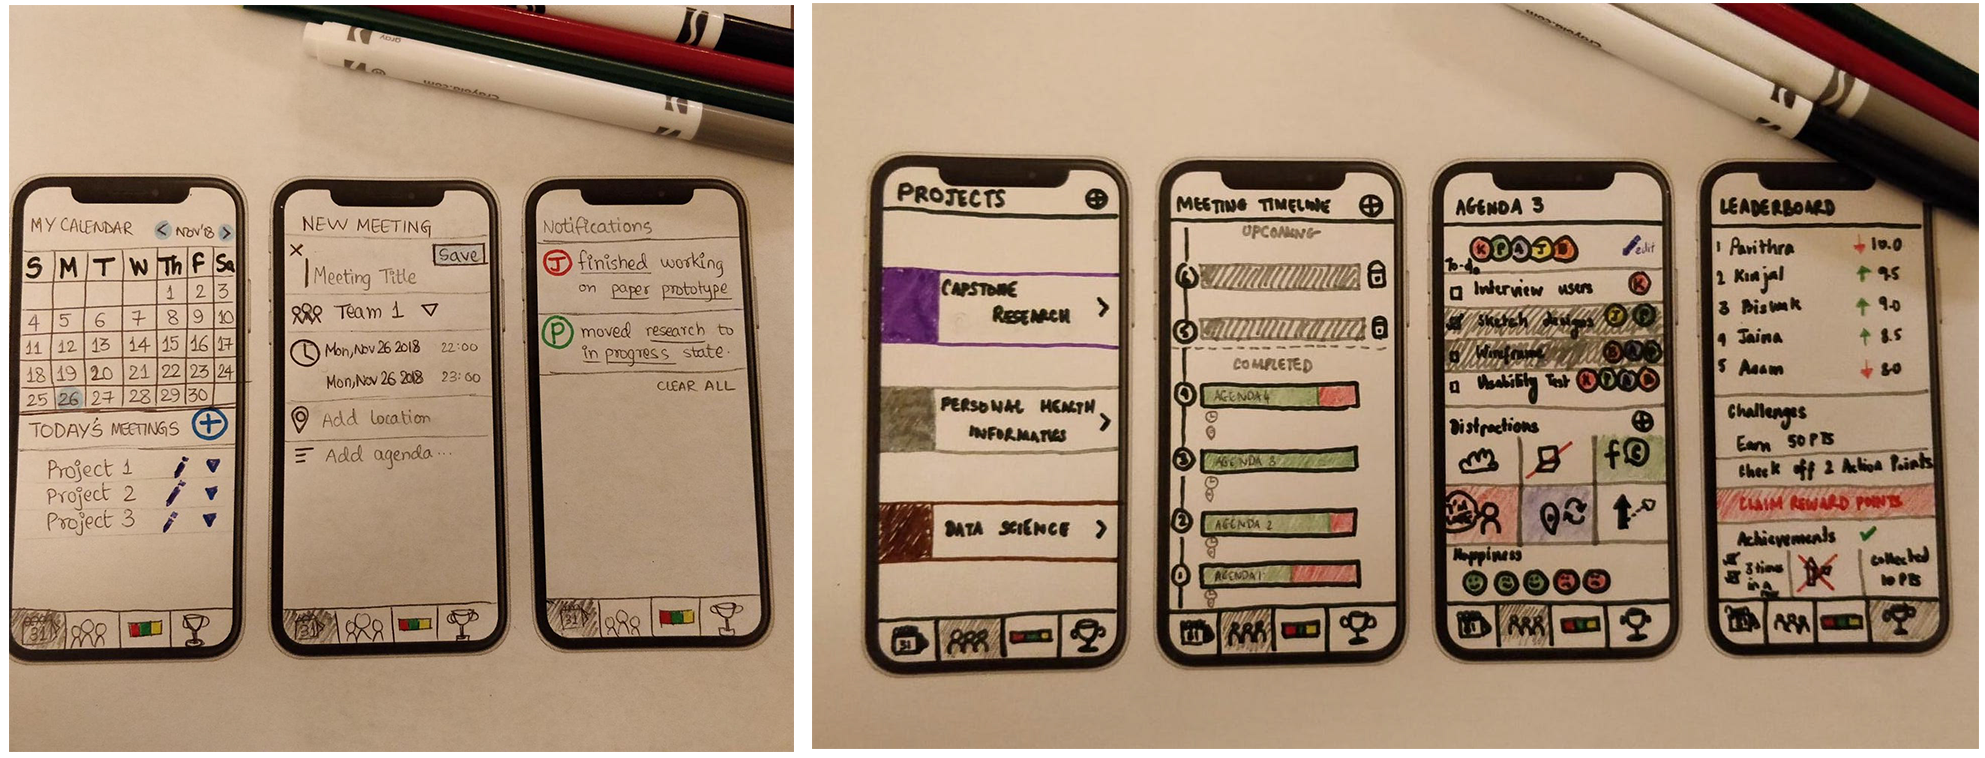 gray
Crayola.com
MY CALENDAR < NOV'18 >
S M T W Th F Sa
1 2 3
4 5 6 7 8 9 10
11 12 13 14 15 16 17
18 19 20 21 22 23 24
25 26 27 28 29 30
TODAY'S MEETINGS +
Project 1
Project 2
Project 3
31
NEW MEETING
×
Save
Meeting Title
Team 1
Mon, Nov 26 2018 22:00
Mon, Nov 26 2018 23:00
Add location
Add agenda...
31
Notifications
J finished working
on paper prototype
P moved research to
in progress state.
CLEAR ALL
31
Crayola.com
PROJECTS +
CAPSTONE
RESEARCH >
PERSONAL HEALTH
INFORMATICS >
DATA SCIENCE >
31
MEETING TIMELINE +
UPCOMING
6
5
COMPLETED
4 AGENDA 4
3 AGENDA 3
2 AGENDA 2
1 AGENDA 1
31
AGENDA 3
K P A J B
edit
To-do
Interview users K
Sketch designs J P
Wireframe B A P
Usability Test K P A B
Distractions +
f
Happiness
31
LEADERBOARD
1 Parithra 10.0
2 Kinjal 9.5
3 Biswak 9.0
4 Jaina 8.5
5 Anam 8.0
Challenges
Earn 50 PTS
Check off 2 Action Points
CLAIM REWARD POINTS
Achievements
3 times
in a
collected
10 PTS